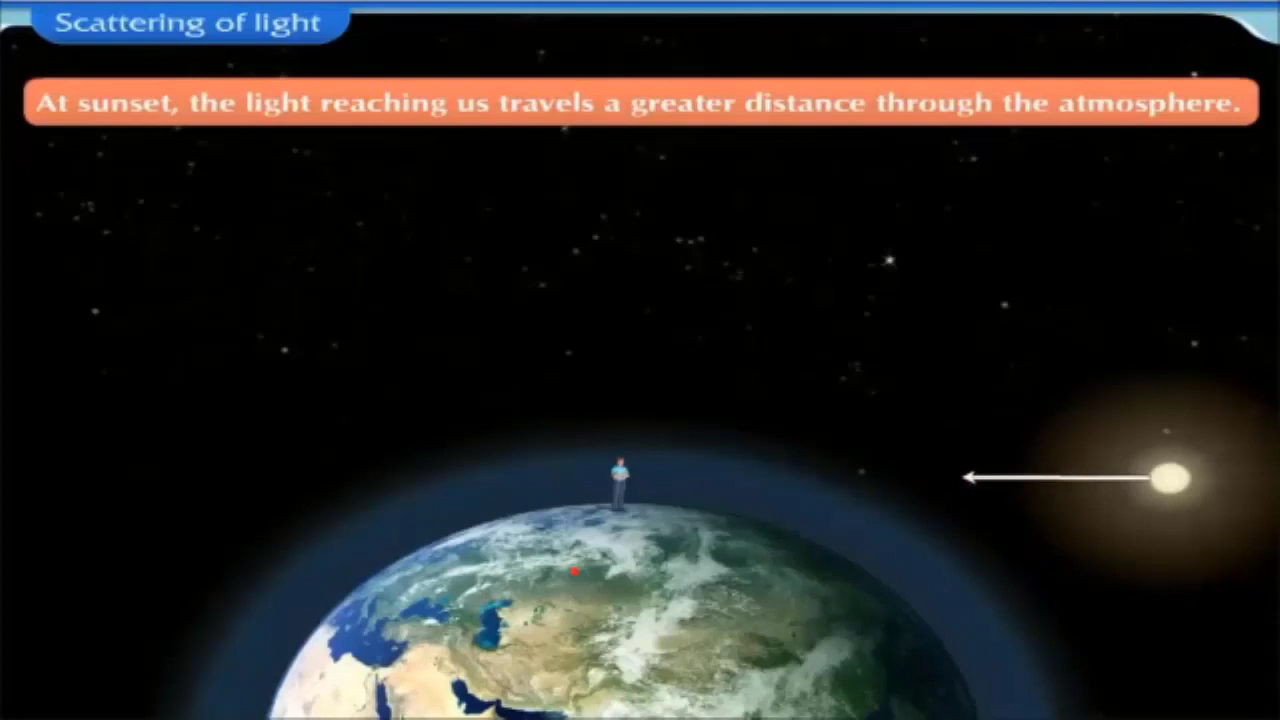 Scattering of light
At sunset, the light reaching us travels a greater distance through the atmosphere.